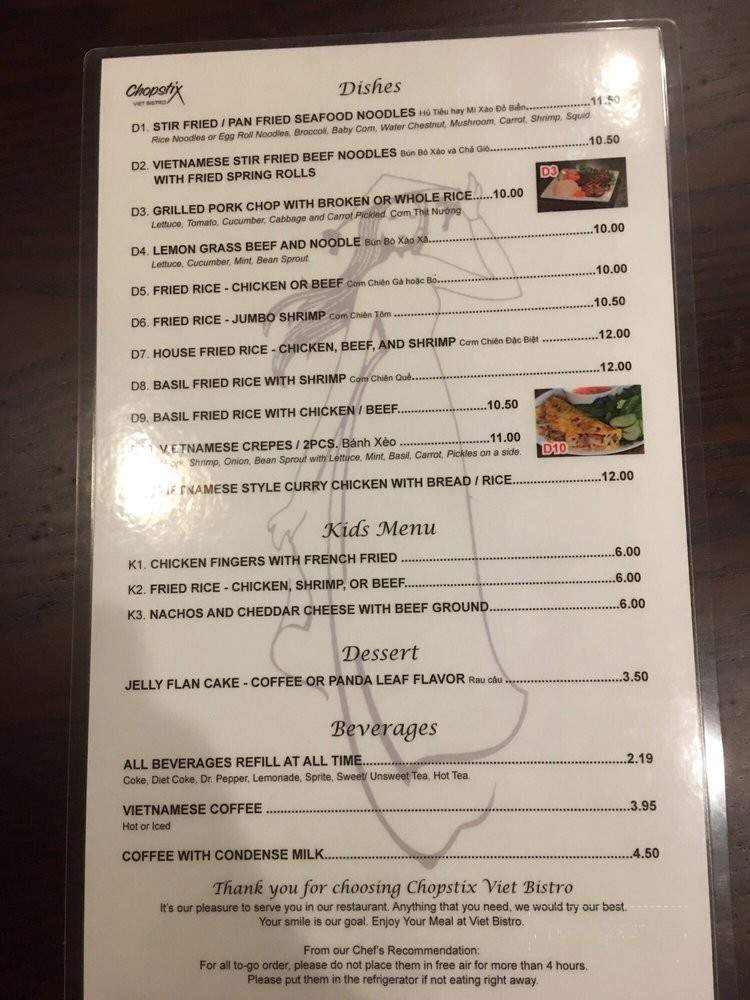 Chopstix
VIET BISTRO
Dishes
D1. STIR FRIED / PAN FRIED SEAFOOD NOODLES Hủ Tiếu hay Mì Xào Đồ Biển..........11.50
Rice Noodles or Egg Roll Noodles, Broccoli, Baby Corn, Water Chestnut, Mushroom, Carrot, Shrimp, Squid
D2. VIETNAMESE STIR FRIED BEEF NOODLES Bún Bò Xào và Chả Giò..........10.50
WITH FRIED SPRING ROLLS
D3
D3. GRILLED PORK CHOP WITH BROKEN OR WHOLE RICE......10.00
Lettuce, Tomato, Cucumber, Cabbage and Carrot Pickled. Cơm Thịt Nướng
D4. LEMON GRASS BEEF AND NOODLE Bún Bò Xào Xả..........10.00
Lettuce, Cucumber, Mint, Bean Sprout.
D5. FRIED RICE - CHICKEN OR BEEF Cơm Chiên Gà hoặc Bò..........10.00
D6. FRIED RICE - JUMBO SHRIMP Cơm Chiên Tôm ..........10.50
D7. HOUSE FRIED RICE - CHICKEN, BEEF, AND SHRIMP Cơm Chiên Đặc Biệt ..........12.00
D8. BASIL FRIED RICE WITH SHRIMP Cơm Chiên Quế..........12.00
D9. BASIL FRIED RICE WITH CHICKEN / BEEF..........10.50
VIETNAMESE CREPES / 2PCS. Bánh Xèo ..........11.00
Shrimp, Onion, Bean Sprout with Lettuce, Mint, Basil, Carrot, Pickles on a side.
D10
VIETNAMESE STYLE CURRY CHICKEN WITH BREAD / RICE..........12.00
Kids Menu
K1. CHICKEN FINGERS WITH FRENCH FRIED ..........6.00
K2. FRIED RICE - CHICKEN, SHRIMP, OR BEEF..........6.00
K3. NACHOS AND CHEDDAR CHEESE WITH BEEF GROUND..........6.00
Dessert
JELLY FLAN CAKE - COFFEE OR PANDA LEAF FLAVOR Rau câu ..........3.50
Beverages
ALL BEVERAGES REFILL AT ALL TIME..........2.19
Coke, Diet Coke, Dr. Pepper, Lemonade, Sprite, Sweet/ Unsweet Tea, Hot Tea.
VIETNAMESE COFFEE ..........3.95
Hot or Iced
COFFEE WITH CONDENSE MILK..........4.50
Thank you for choosing Chopstix Viet Bistro
It's our pleasure to serve you in our restaurant. Anything that you need, we would try our best.
Your smile is our goal. Enjoy Your Meal at Viet Bistro.
From our Chef's Recommendation:
For all to-go order, please do not place them in free air for more than 4 hours.
Please put them in the refrigerator if not eating right away.